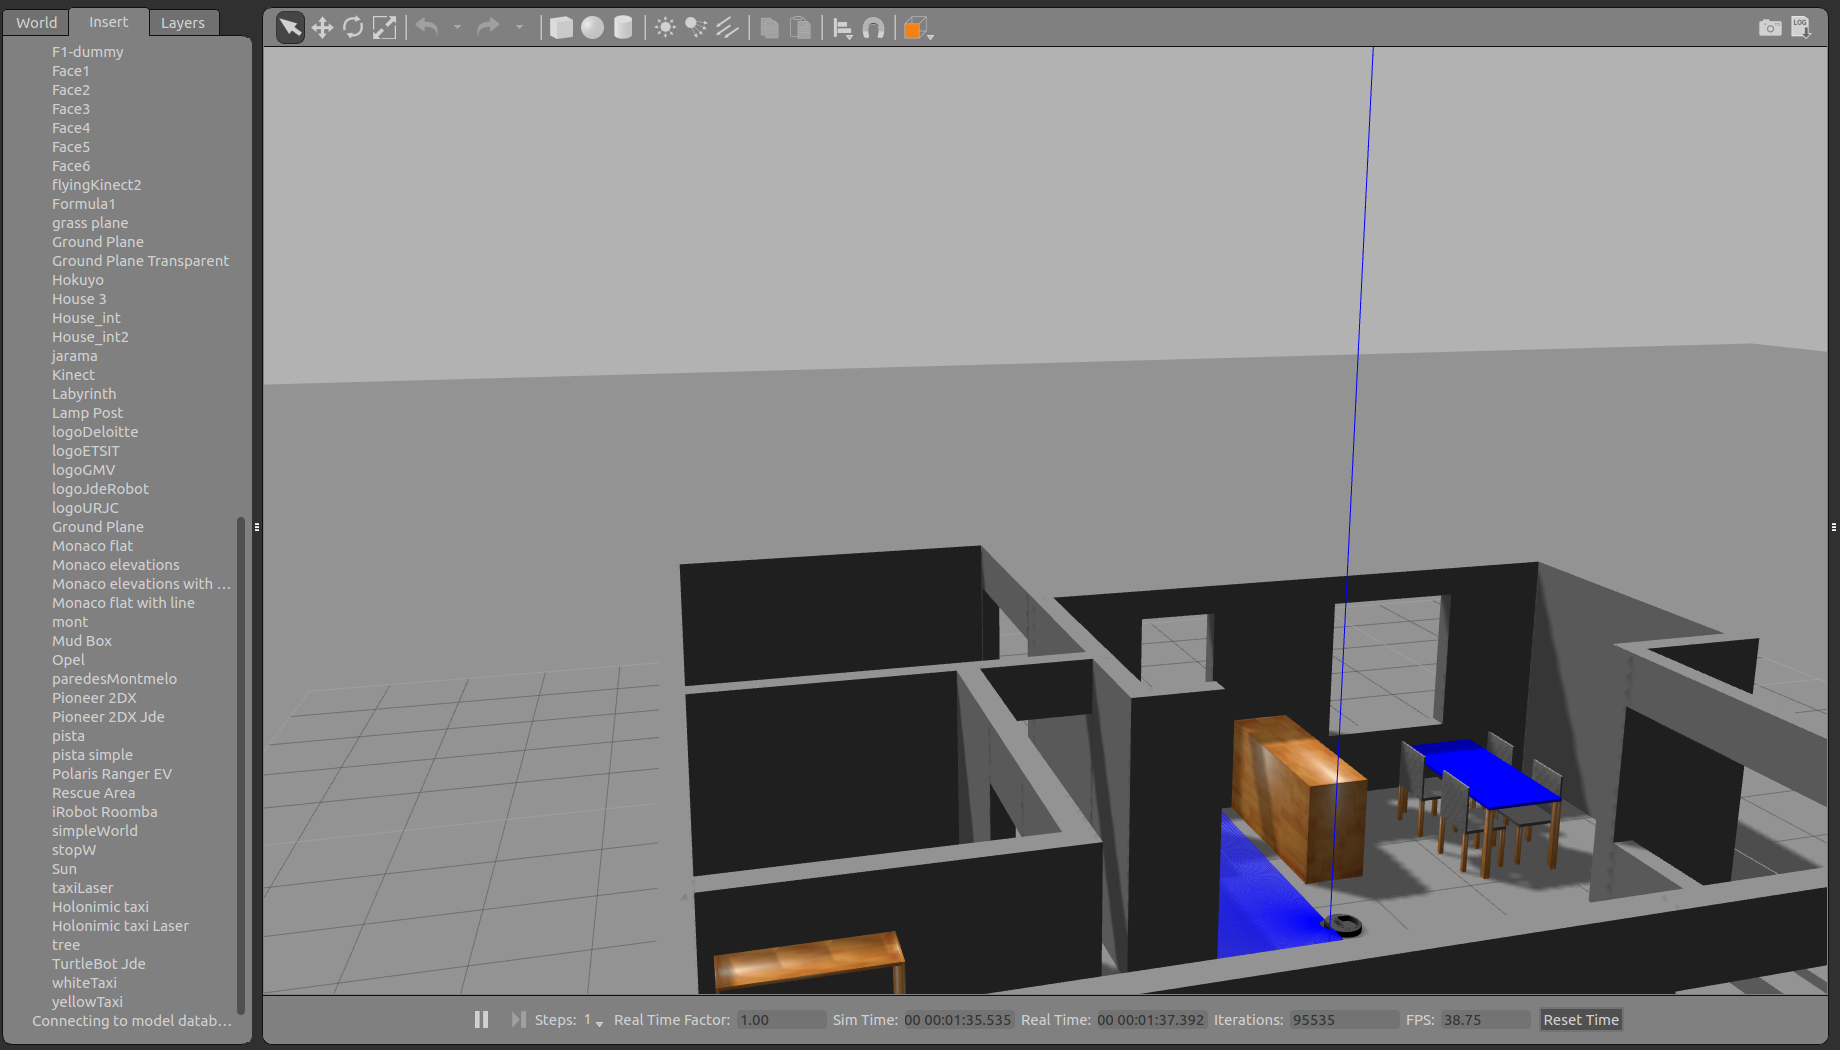 World Insert Layers
F1-dummy
Face1
Face2
Face3
Face4
Face5
Face6
flyingKinect2
Formula1
grass plane
Ground Plane
Ground Plane Transparent
Hokuyo
House 3
House_int
House_int2
jarama
Kinect
Labyrinth
Lamp Post
logoDeloitte
logoETSIT
logoGMV
logoJdeRobot
logoURJC
Ground Plane
Monaco flat
Monaco elevations
Monaco elevations with ...
Monaco flat with line
mont
Mud Box
Opel
paredesMontmelo
Pioneer 2DX
Pioneer 2DX Jde
pista
pista simple
Polaris Ranger EV
Rescue Area
iRobot Roomba
simpleWorld
stopW
Sun
taxiLaser
Holonimic taxi
Holonimic taxi Laser
tree
TurtleBot Jde
whiteTaxi
yellowTaxi
Connecting to model datab...
LOG
Steps: 1 Real Time Factor: 1.00 Sim Time: 00 00:01:35.535 Real Time: 00 00:01:37.392 Iterations: 95535 FPS: 38.75 Reset Time